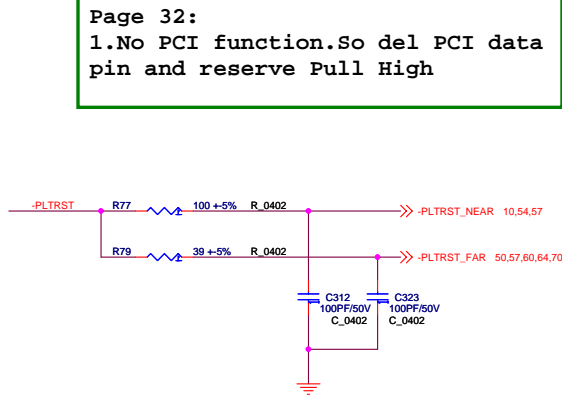 Page 32:
1.No PCI function.So del PCI data
pin and reserve Pull High
-PLTRST R77 100 +-5% R_0402 -PLTRST_NEAR 10,54,57
R79 39 +-5% R_0402 -PLTRST_FAR 50,57,60,64,70
C312 C323
100PF/50V 100PF/50V
C_0402 C_0402